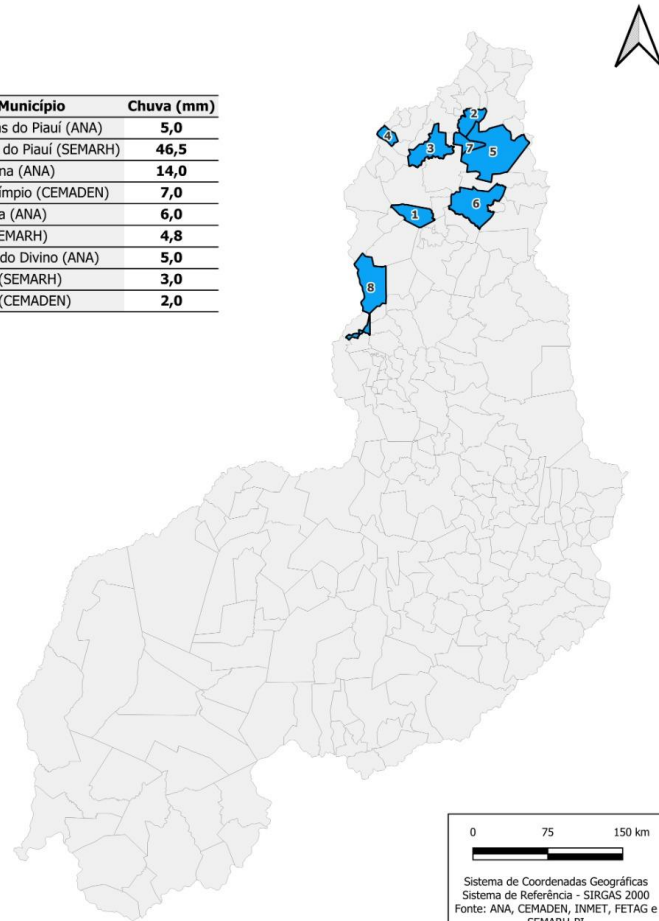 Município Chuva (mm)
do Piauí (ANA) 5,0
do Piauí (SEMARH) 46,5
(ANA) 14,0
(CEMADEN) 7,0
(ANA) 6,0
4,8
do Divino (ANA) 5,0
(SEMARH) 3,0
(CEMADEN) 2,0
4
2
3
7
5
1
6
8
0 75 150 km
Sistema de Coordenadas Geográficas
Sistema de Referência - SIRGAS 2000
Fonte: ANA, CEMADEN, INMET, FETAG e
SEMARH-PI